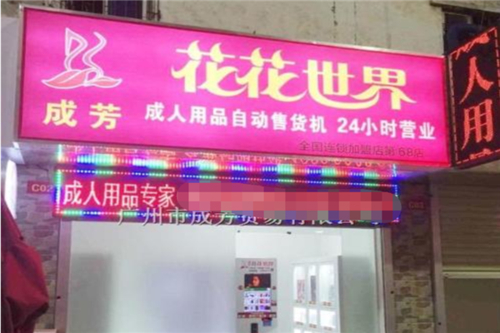 花花世界
成芳
成人用品自动售货机 24小时营业
全国连锁加盟店第68店
人用
成人用品专家
广州市成芳贸易有限公司